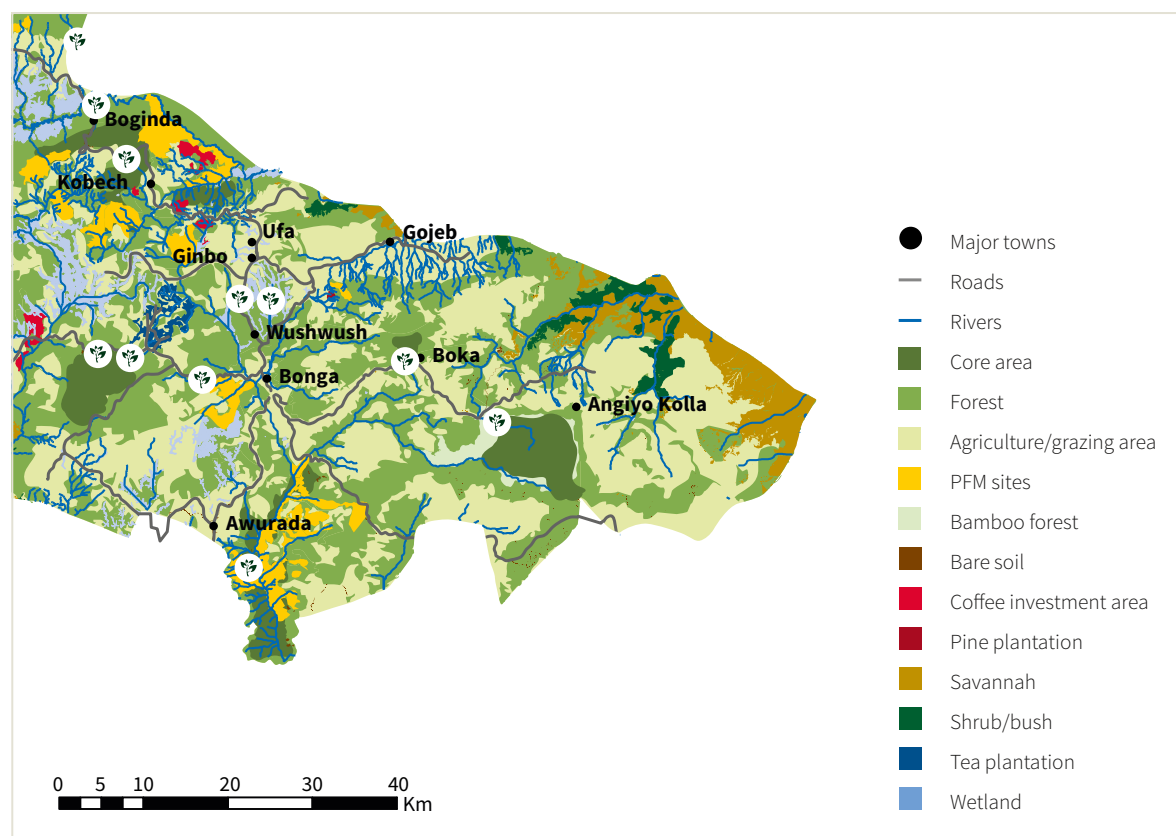 Boginda
Kobech
Ufa
Gojeb
Ginbo
Wushwush
Boka
Bonga
Angiyo Kolla
Awurada
Major towns
Roads
Rivers
Core area
Forest
Agriculture/grazing area
PFM sites
Bamboo forest
Bare soil
Coffee investment area
Pine plantation
Savannah
Shrub/bush
Tea plantation
Wetland
0 5 10 20 30 40
Km